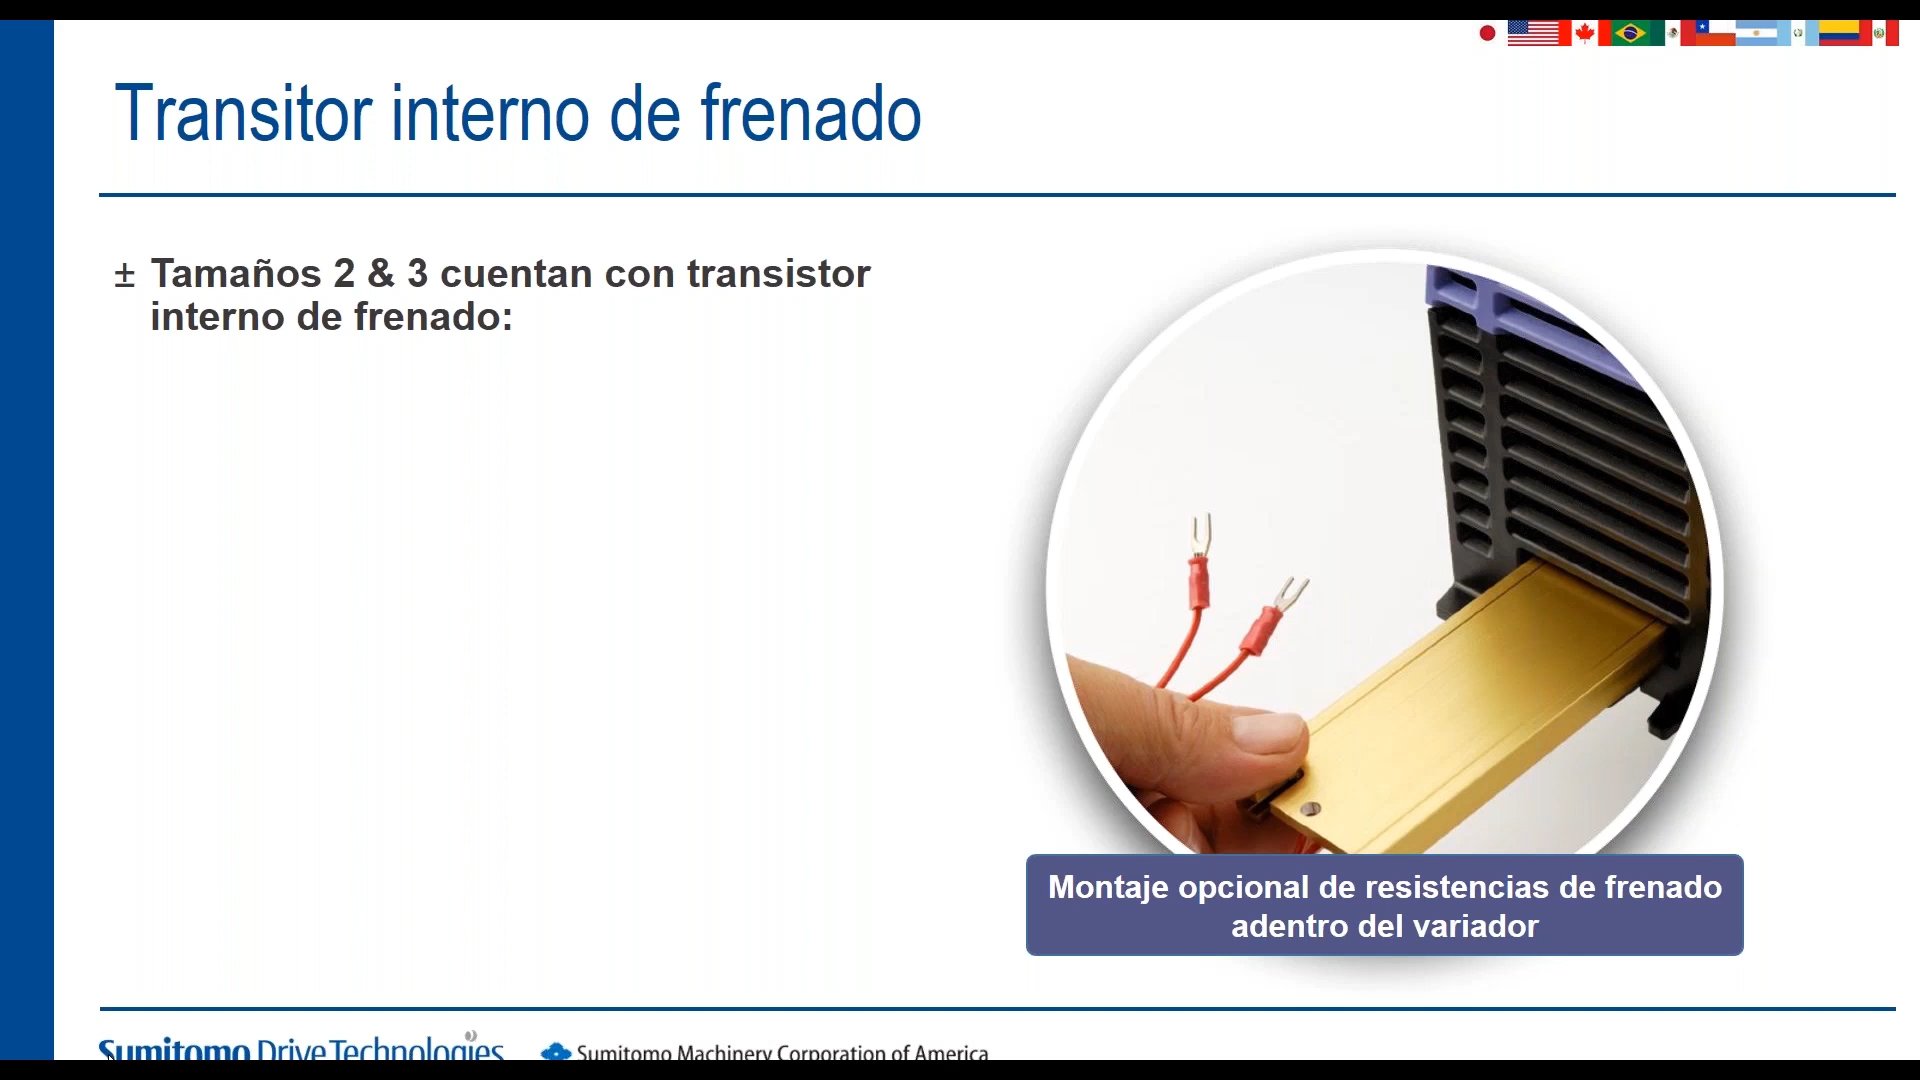 Transitor interno de frenado
± Tamaños 2 & 3 cuentan con transistor
interno de frenado:
Montaje opcional de resistencias de frenado
adentro del variador
Sumitomo Drive Technologies
Sumitomo Machinery Corporation of America